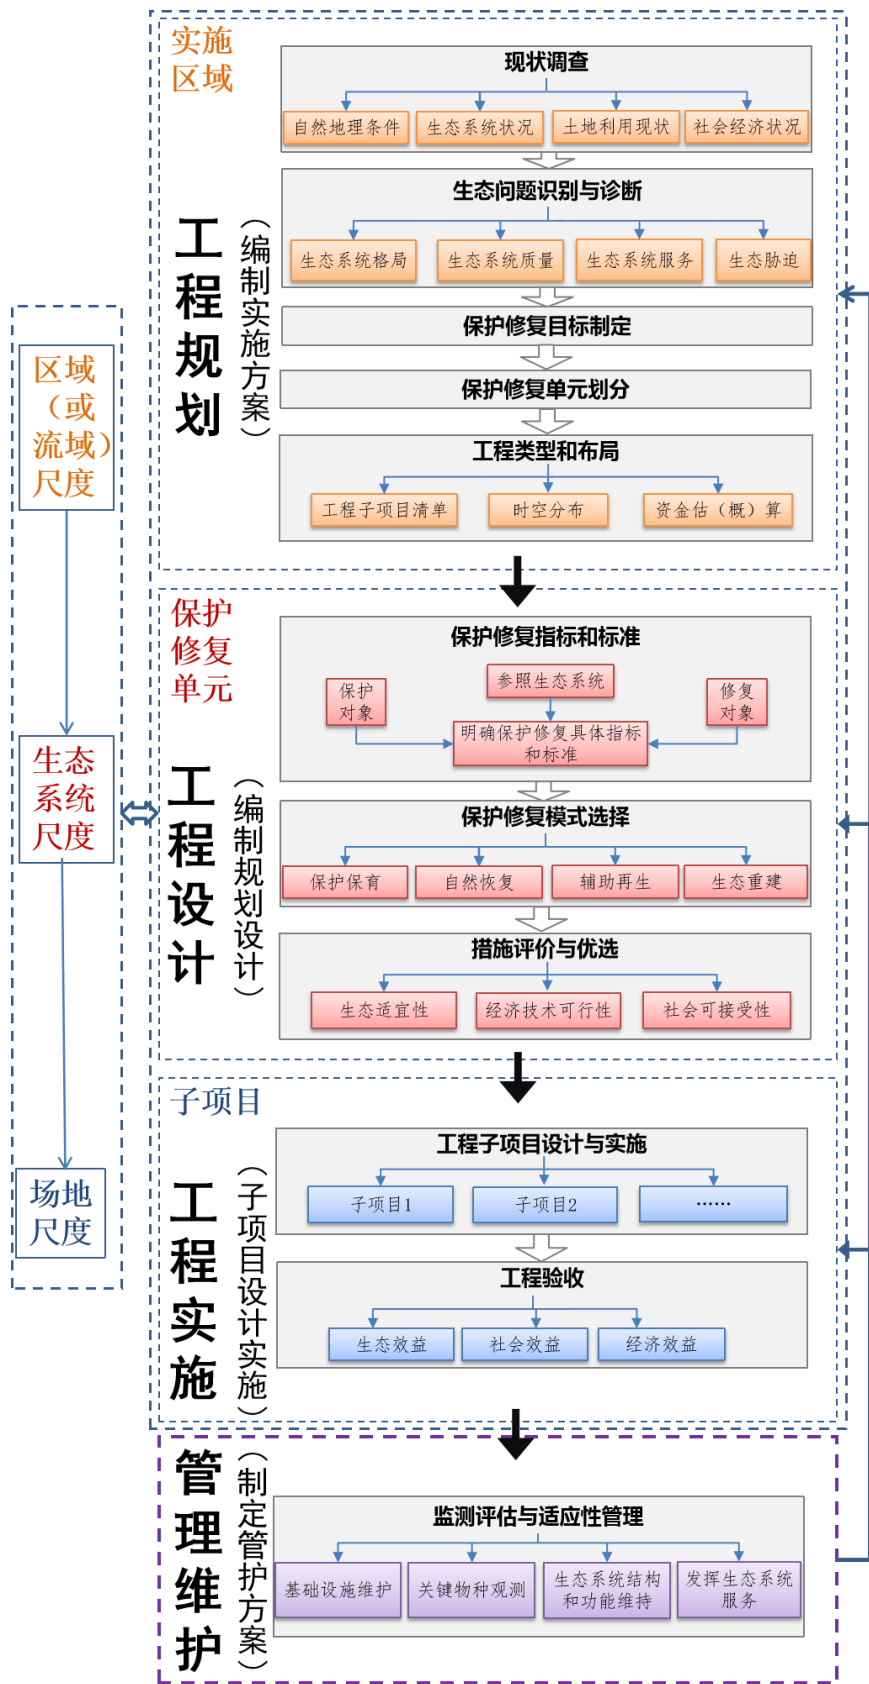 实施
区域
工程规划
（编制实施方案）
现状调查
自然地理条件
生态系统状况
土地利用现状
社会经济状况
生态问题识别与诊断
生态系统格局
生态系统质量
生态系统服务
生态胁迫
保护修复目标制定
保护修复单元划分
工程类型和布局
工程子项目清单
时空分布
资金估（概）算
区域
（或
流域）
尺度
生态
系统
尺度
场地
尺度
保护
修复
单元
工程设计
（编制规划设计）
保护修复指标和标准
保护
对象
参照生态系统
修复
对象
明确保护修复具体指标
和标准
保护修复模式选择
保护保育
自然恢复
辅助再生
生态重建
措施评价与优选
生态适宜性
经济技术可行性
社会可接受性
子项目
工程实施
（子项目设计实施）
工程子项目设计与实施
子项目1
子项目2
……
工程验收
生态效益
社会效益
经济效益
管理维护
（制定管护方案）
监测评估与适应性管理
基础设施维护
关键物种观测
生态系统结构
和功能维持
发挥生态系统
服务